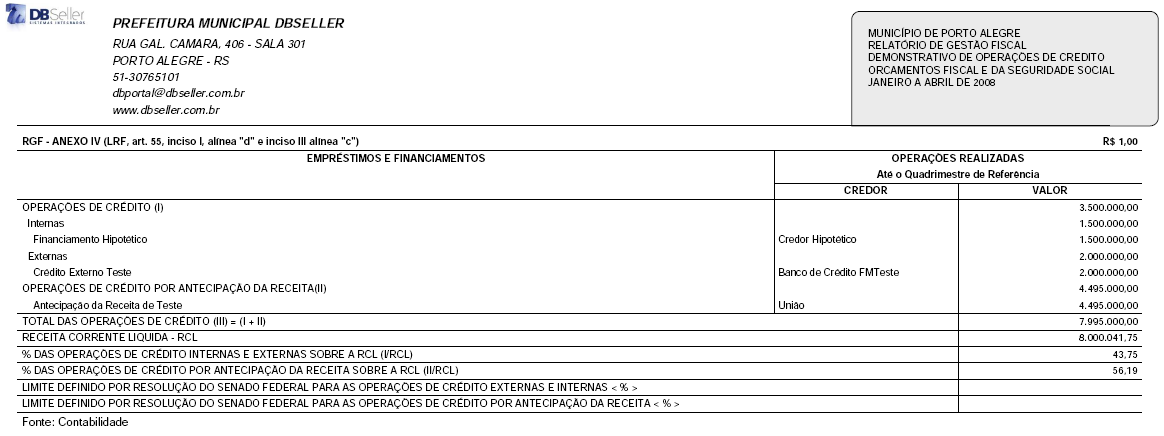 DBSeller
SISTEMAS INTEGRADOS
PREFEITURA MUNICIPAL DBSELLER
RUA GAL. CAMARA, 406 - SALA 301
PORTO ALEGRE - RS
51-30765101
dbportal@dbseller.com.br
www.dbseller.com.br
MUNICÍPIO DE PORTO ALEGRE
RELATÓRIO DE GESTÃO FISCAL
DEMONSTRATIVO DE OPERAÇÕES DE CREDITO
ORCAMENTOS FISCAL E DA SEGURIDADE SOCIAL
JANEIRO A ABRIL DE 2008
RGF - ANEXO IV (LRF, art. 55, inciso I, alínea "d" e inciso III alínea "c") R$ 1,00
EMPRÉSTIMOS E FINANCIAMENTOS OPERAÇÕES REALIZADAS
Até o Quadrimestre de Referência
CREDOR VALOR
OPERAÇÕES DE CRÉDITO (I) 3.500.000,00
Internas 1.500.000,00
Financiamento Hipotético Credor Hipotético 1.500.000,00
Externas 2.000.000,00
Crédito Externo Teste Banco de Crédito FMTeste 2.000.000,00
OPERAÇÕES DE CRÉDITO POR ANTECIPAÇÃO DA RECEITA(II) 4.495.000,00
Antecipação da Receita de Teste União 4.495.000,00
TOTAL DAS OPERAÇÕES DE CRÉDITO (III) = (I + II) 7.995.000,00
RECEITA CORRENTE LIQUIDA - RCL 8.000.041,75
% DAS OPERAÇÕES DE CRÉDITO INTERNAS E EXTERNAS SOBRE A RCL (I/RCL) 43,75
% DAS OPERAÇÕES DE CRÉDITO POR ANTECEPAÇÃO DA RECEITA SOBRE A RCL (II/RCL) 56,19
LIMITE DEFINIDO POR RESOLUÇÃO DO SENADO FEDERAL PARA AS OPERAÇÕES DE CRÉDITO EXTERNAS E INTERNAS < % >
LIMITE DEFINIDO POR RESOLUÇÃO DO SENADO FEDERAL PARA AS OPERAÇÕES DE CRÉDITO POR ANTECIPAÇÃO DA RECEITA < % >
Fonte: Contabilidade